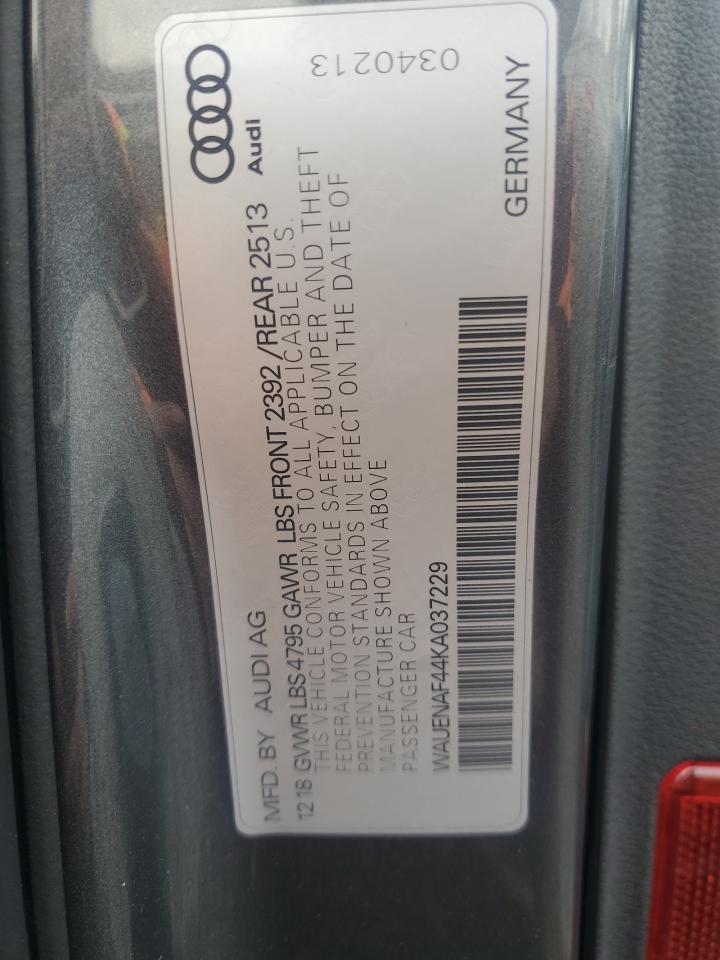 MFD. BY AUDI AG
Audi
12 18 GVWR LBS 4795 GAWR LBS FRONT 2392 / REAR 2513
THIS VEHICLE CONFORMS TO ALL APPLICABLE U.S.
FEDERAL MOTOR VEHICLE SAFETY, BUMPER AND THEFT
PREVENTION STANDARDS IN EFFECT ON THE DATE OF
MANUFACTURE SHOWN ABOVE
PASSENGER CAR
0340213
WAUENAF44KA037229
GERMANY